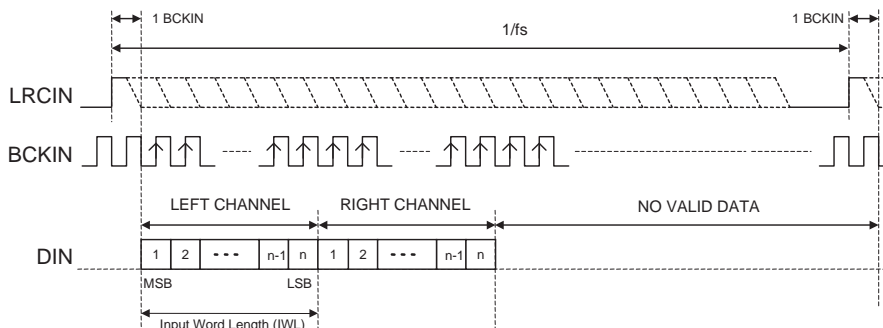 1 BCKIN
1/fs
1 BCKIN
LRCIN
BCKIN
LEFT CHANNEL
RIGHT CHANNEL
NO VALID DATA
DIN
1 2 n-1 n 1 2 n-1 n
MSB
LSB
Input Word Length (IWL)